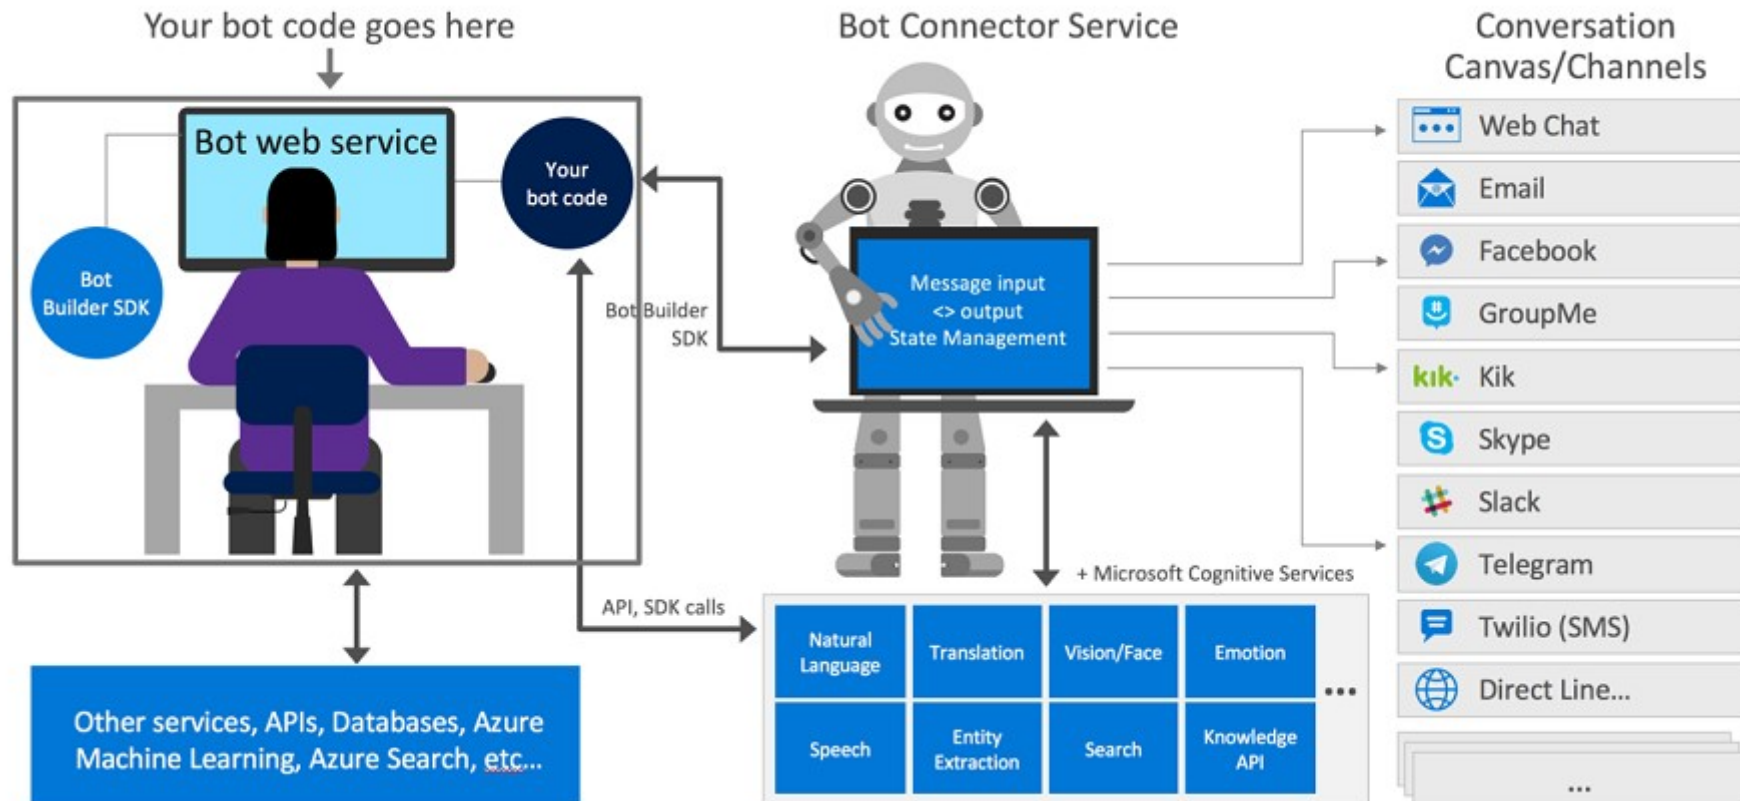 Your bot code goes here
Bot web service
Your
bot code
Bot
Builder SDK
Bot Builder
SDK
API, SDK calls
Other services, APIs, Databases, Azure
Machine Learning, Azure Search, etc...
Bot Connector Service
Message input
<> output
State Management
+ Microsoft Cognitive Services
Natural
Language
Translation
Vision/Face
Emotion
...
Speech
Entity
Extraction
Search
Knowledge
API
Conversation
Canvas/Channels
Web Chat
Email
Facebook
GroupMe
kik
Kik
Skype
Slack
Telegram
Twilio (SMS)
Direct Line...
...